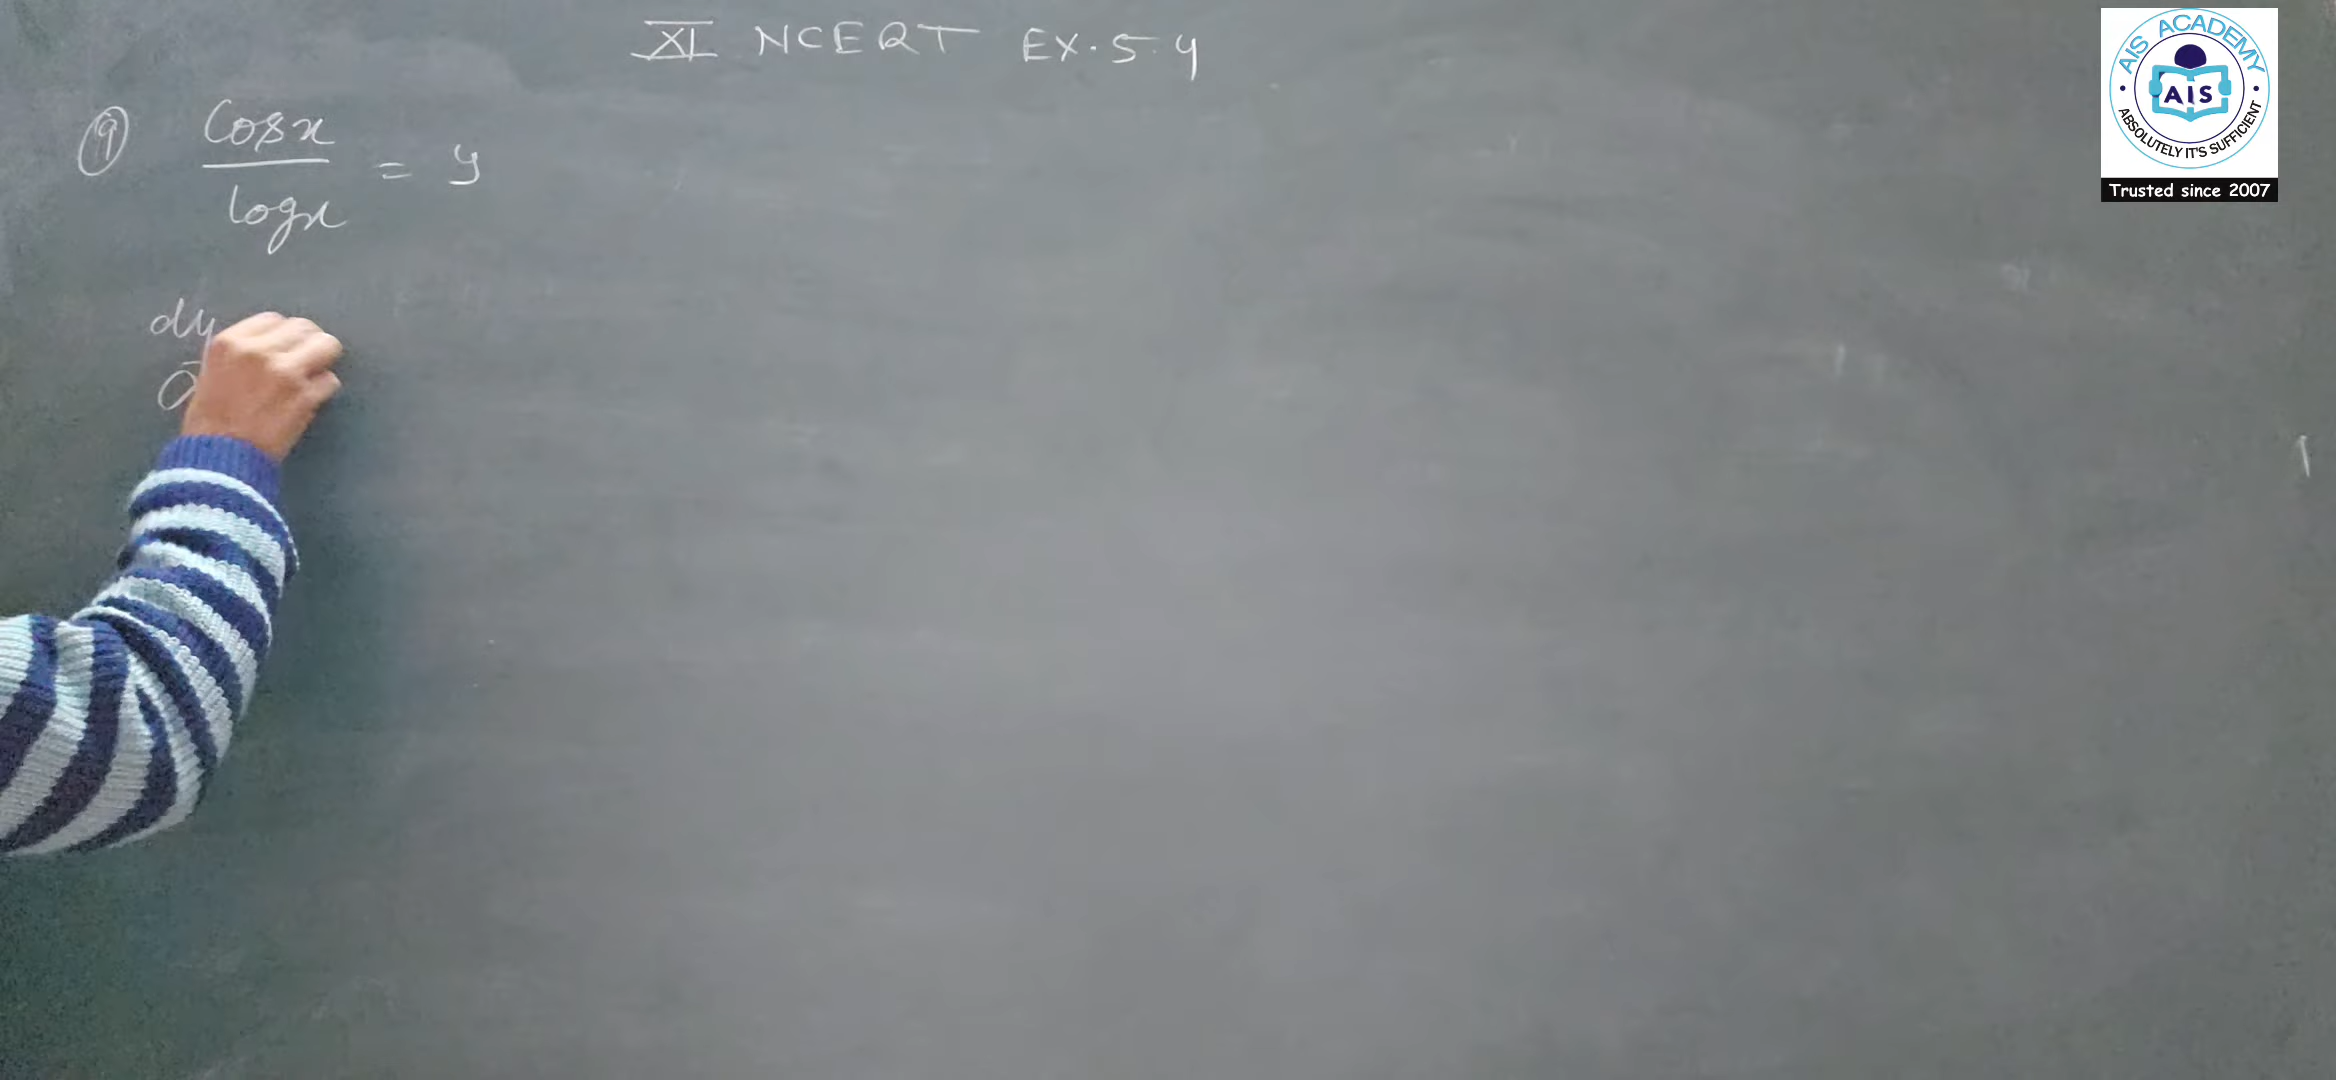 XI NCERT EX. 5.4
9 Cosx
logx = y
dy
AIS ACADEMY
AIS
ABSOLUTELY IT'S SUFFICIENT
Trusted since 2007